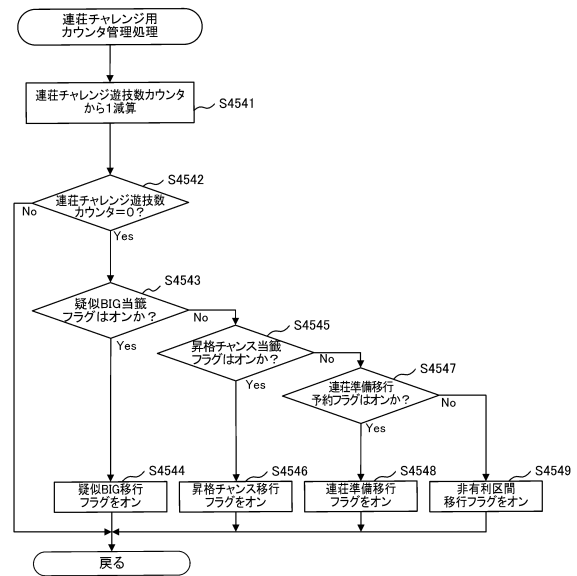 連荘チャレンジ用
カウンタ管理処理
連荘チャレンジ遊技数カウンタ
から1減算
S4541
S4542
連荘チャレンジ遊技数
カウンタ=0?
No
Yes
S4543
疑似BIG当籤
フラグはオンか?
No
Yes
S4545
昇格チャンス当籤
フラグはオンか?
No
Yes
S4547
連荘準備移行
予約フラグはオンか?
No
Yes
S4544
疑似BIG移行
フラグをオン
S4546
昇格チャンス移行
フラグをオン
S4548
連荘準備移行
フラグをオン
S4549
非有利区間
移行フラグをオン
戻る